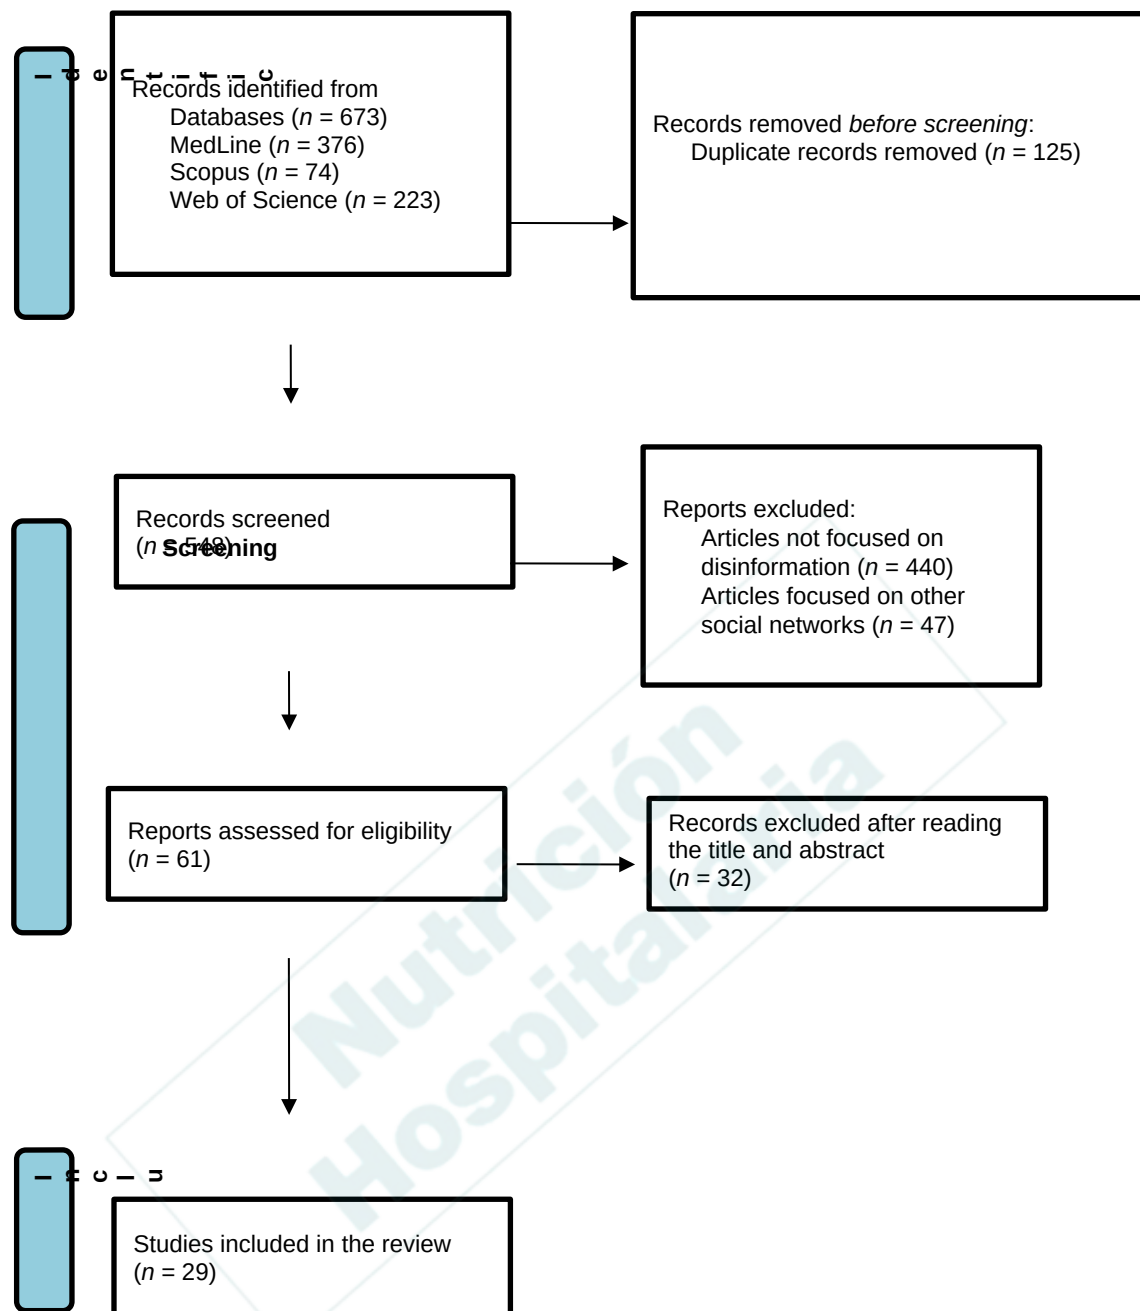 Identific
Records identified from
Databases (n = 673)
MedLine (n = 376)
Scopus (n = 74)
Web of Science (n = 223)
Records removed before screening:
Duplicate records removed (n = 125)
Records screened
(n = 548)
Screening
Reports excluded:
Articles not focused on
disinformation (n = 440)
Articles focused on other
social networks (n = 47)
Reports assessed for eligibility
(n = 61)
Records excluded after reading
the title and abstract
(n = 32)
Nutrición
Hospitalaria
Inclu
Studies included in the review
(n = 29)